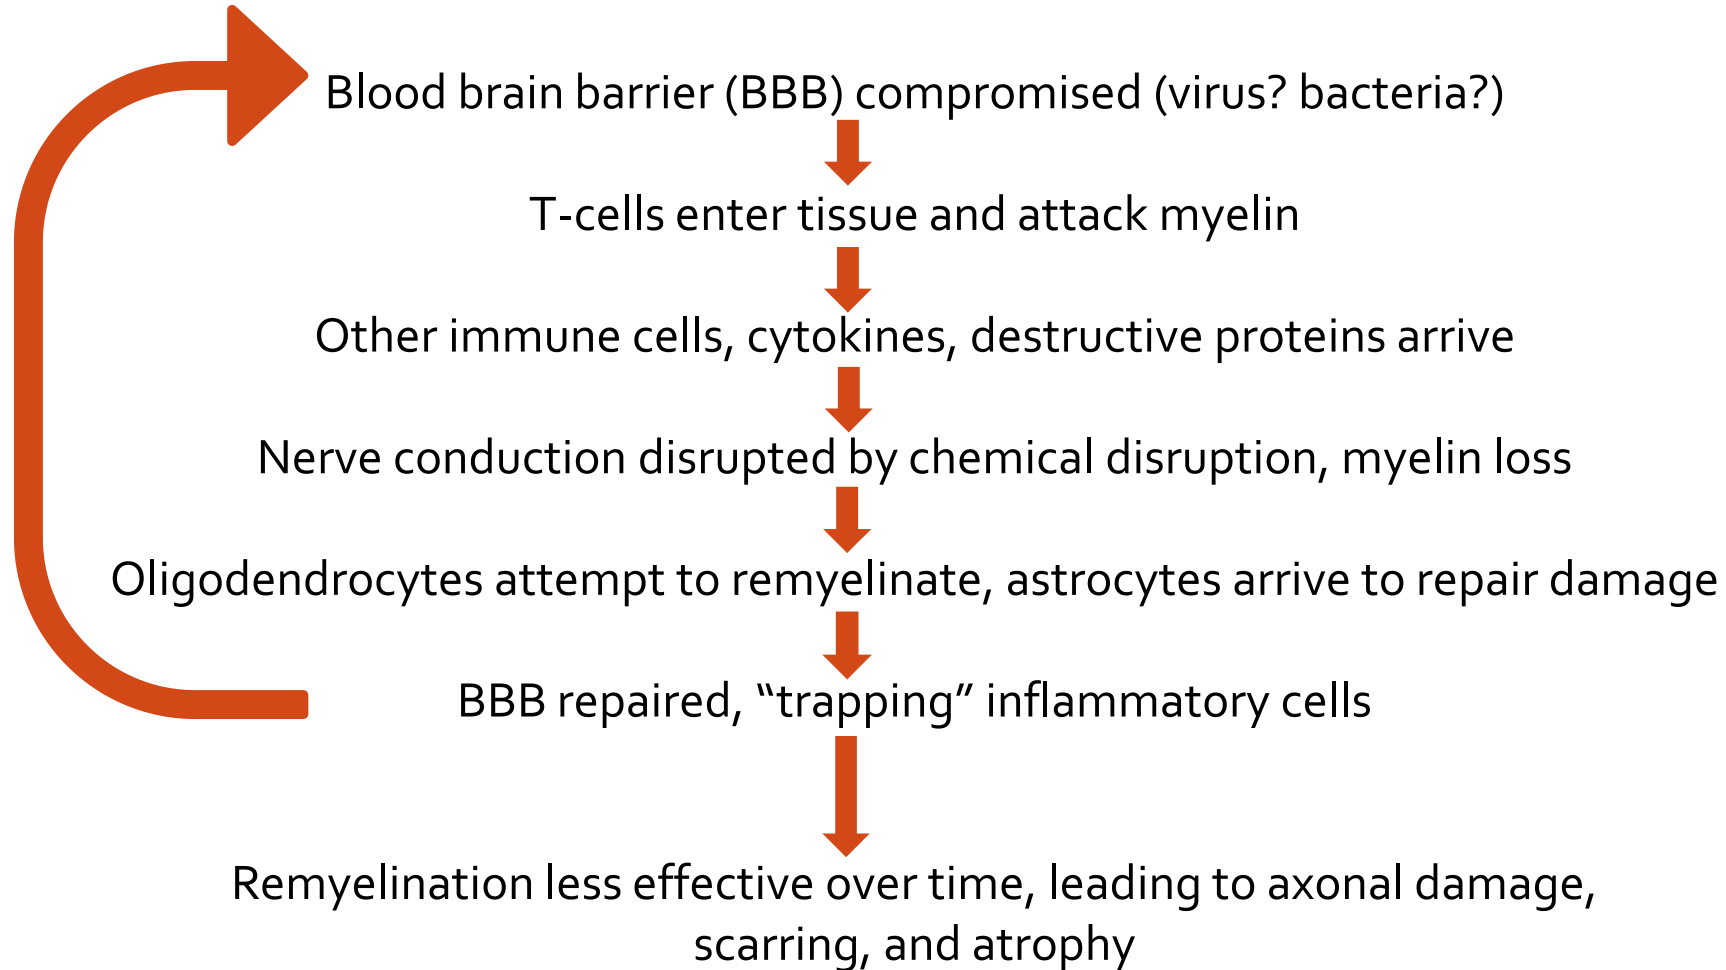 Blood brain barrier (BBB) compromised (virus? bacteria?)
T-cells enter tissue and attack myelin
Other immune cells, cytokines, destructive proteins arrive
Nerve conduction disrupted by chemical disruption, myelin loss
Oligodendrocytes attempt to remyelinate, astrocytes arrive to repair damage
BBB repaired, “trapping” inflammatory cells
Remyelination less effective over time, leading to axonal damage,
scarring, and atrophy